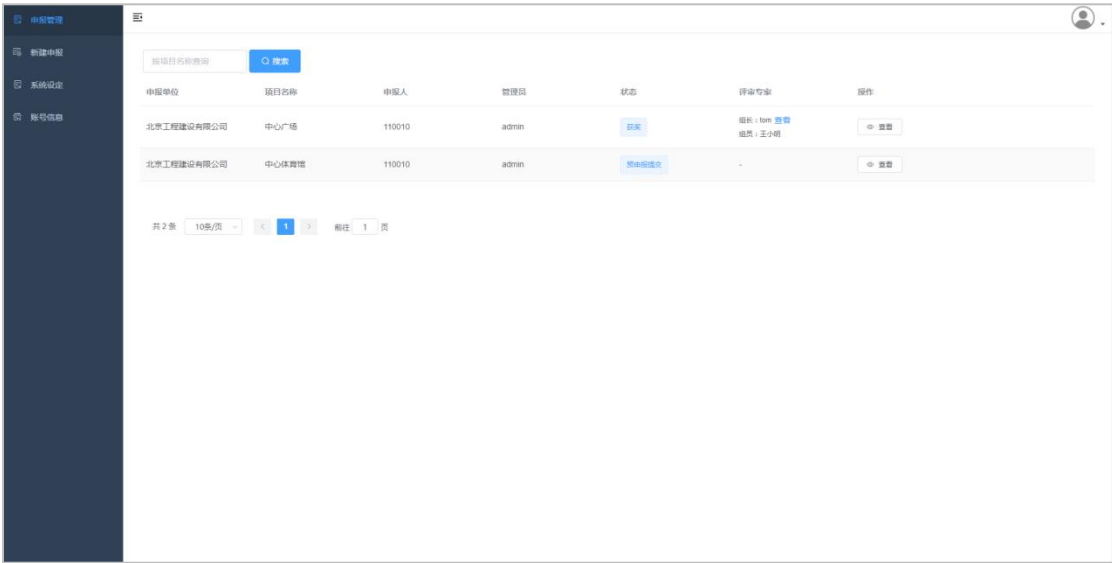 申报管理
新建申报
系统设定
账号信息
按项目名称查询
搜索
申报单位 项目名称 申报人 管理员 状态 评审专家 操作
北京工程建设有限公司 中心广场 110010 admin 获奖 组长：tom 查看 查看
组员：王小明
北京工程建设有限公司 中心体育馆 110010 admin 预申报提交 - 查看
共 2 条 10条/页 1 前往 1 页